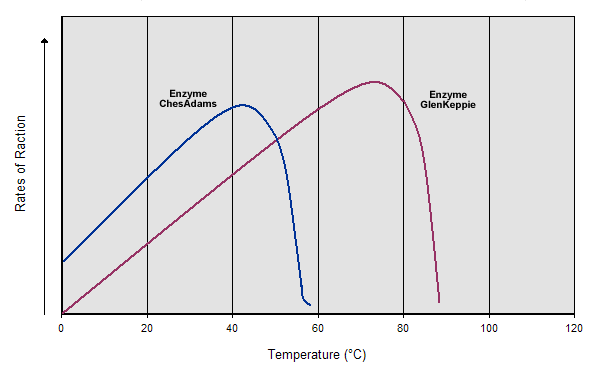 Enzyme
ChesAdams
Enzyme
GlenKeppie
Rates of Raction
0 20 40 60 80 100 120
Temperature (°C)